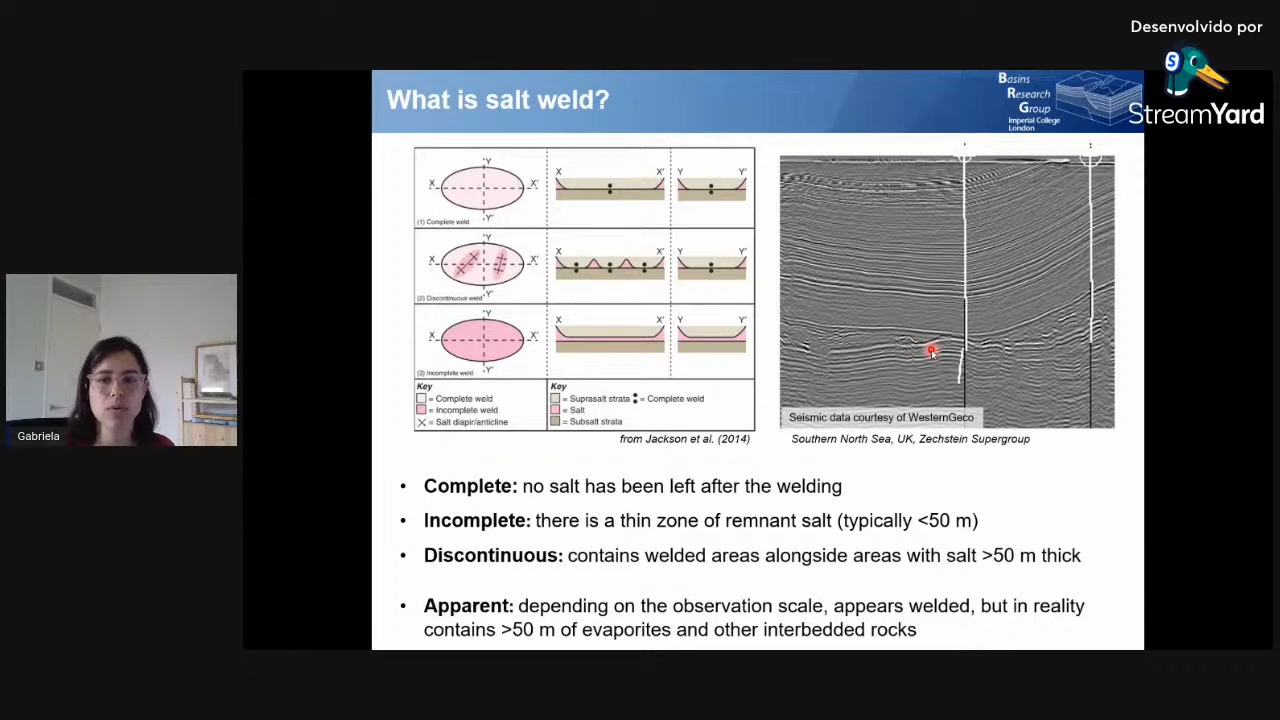 Desenvolvido por
S
StreamYard
What is salt weld?
Basins
Research
Group
Imperial College
London
Y
X X'
Y'
(1) Complete weld
X X'
Y Y'
Y
X X'
Y'
(2) Discontinuous weld
X X'
Y Y'
Y
X X'
Y'
(3) Incomplete weld
X X'
Y Y'
Key
= Complete weld
= Incomplete weld
= Salt diapir/anticline
Key
= Suprasalt strata = Complete weld
= Salt
= Subsalt strata
from Jackson et al. (2014)
Seismic data courtesy of WesternGeco
Southern North Sea, UK, Zechstein Supergroup
Gabriela
• Complete: no salt has been left after the welding
• Incomplete: there is a thin zone of remnant salt (typically <50 m)
• Discontinuous: contains welded areas alongside areas with salt >50 m thick
• Apparent: depending on the observation scale, appears welded, but in reality
contains >50 m of evaporites and other interbedded rocks